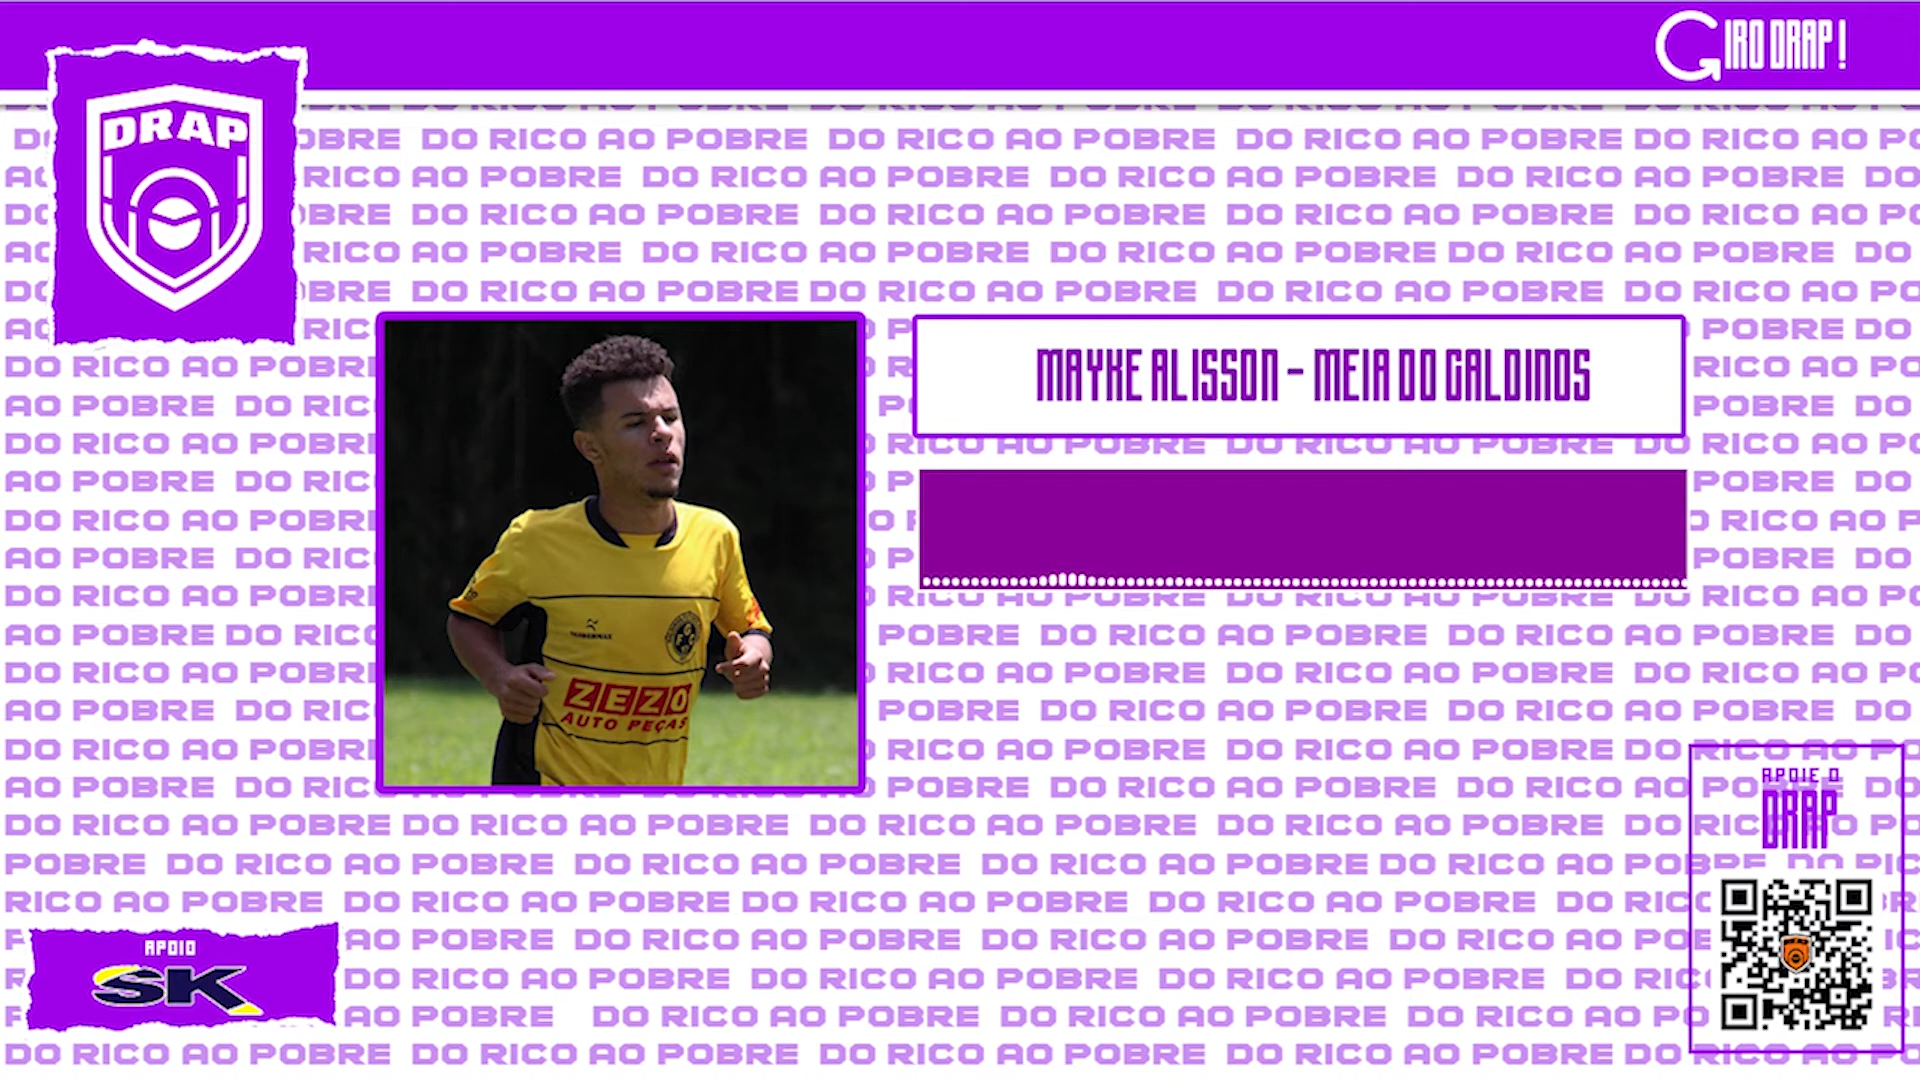 GIRO DRAP!
DRAP
DO RICO AO POBRE DO RICO AO POBRE DO RICO AO POBRE DO RICO AO POBRE
MAYKE ALISSON - MEIA DO GALDINOS
ZEZO
AUTO PEÇAS
APOIE O
DRAP
APOIO
SK